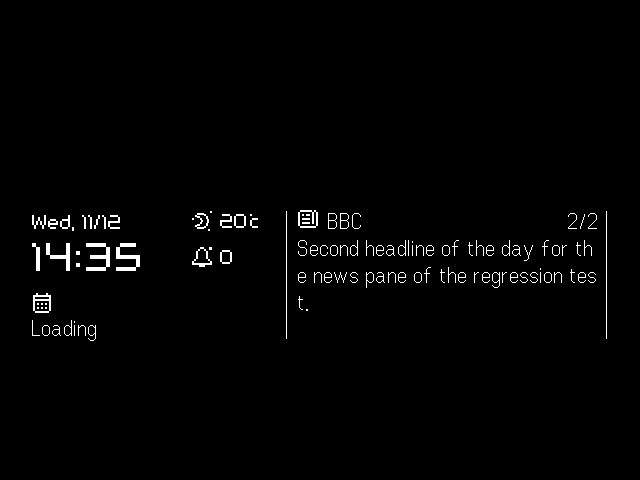 Wed, 11/12
20c
14:35
0
Loading
BBC
2/2
Second headline of the day for th
e news pane of the regression tes
t.